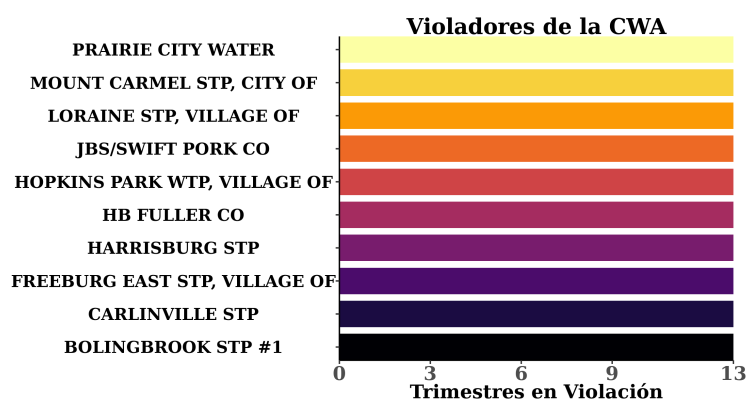 Violadores de la CWA
PRAIRIE CITY WATER
MOUNT CARMEL STP, CITY OF
LORAINE STP, VILLAGE OF
JBS/SWIFT PORK CO
HOPKINS PARK WTP, VILLAGE OF
HB FULLER CO
HARRISBURG STP
FREEBURG EAST STP, VILLAGE OF
CARLINVILLE STP
BOLINGBROOK STP #1
0 3 6 9 13
Trimestres en Violación